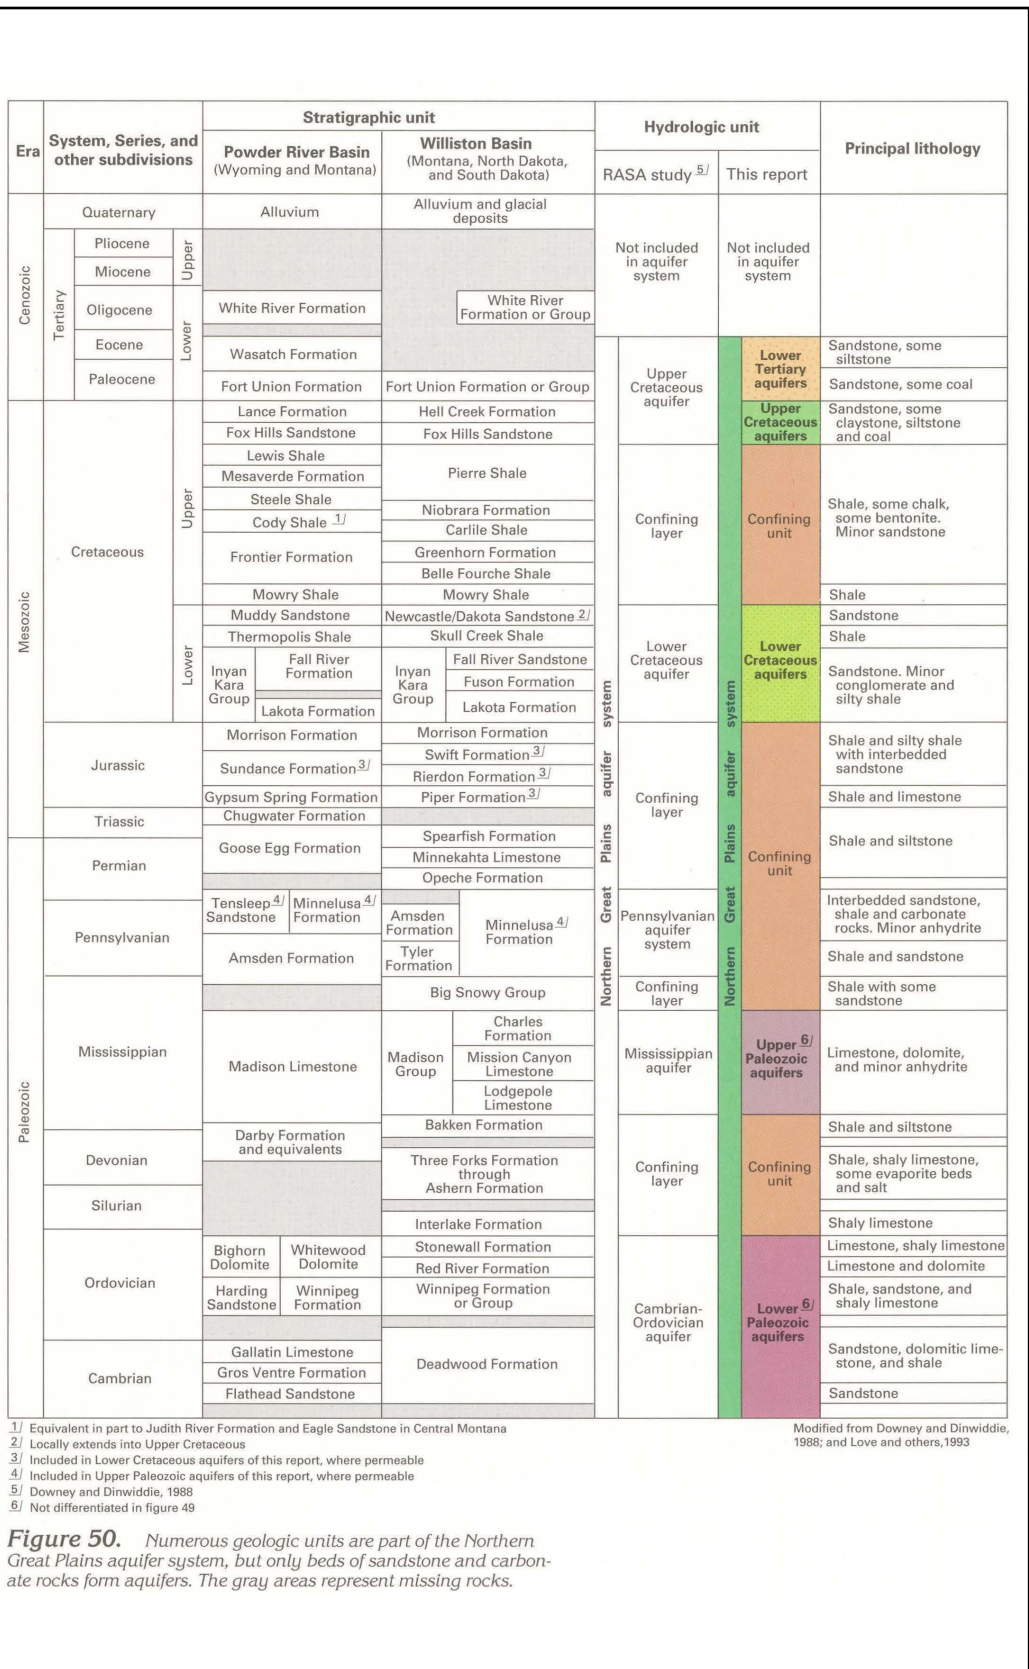 Era
System, Series, and
other subdivisions
Stratigraphic unit
Powder River Basin
(Wyoming and Montana)
Williston Basin
(Montana, North Dakota,
and South Dakota)
Hydrologic unit
RASA study 5/
This report
Principal lithology
Cenozoic
Quaternary
Alluvium
Alluvium and glacial
deposits
Not included
in aquifer
system
Not included
in aquifer
system
Tertiary
Pliocene
Upper
Miocene
Oligocene
Lower
White River Formation
White River
Formation or Group
Eocene
Wasatch Formation
Paleocene
Fort Union Formation
Fort Union Formation or Group
Northern Great Plains aquifer system
Upper
Cretaceous
aquifer
Northern Great Plains aquifer system
Lower
Tertiary
aquifers
Sandstone, some
siltstone
Sandstone, some coal
Mesozoic
Cretaceous
Upper
Lance Formation
Hell Creek Formation
Upper
Cretaceous
aquifers
Sandstone, some
claystone, siltstone
and coal
Fox Hills Sandstone
Fox Hills Sandstone
Lewis Shale
Mesaverde Formation
Pierre Shale
Steele Shale
Cody Shale 1/
Niobrara Formation
Carlile Shale
Frontier Formation
Greenhorn Formation
Belle Fourche Shale
Confining
layer
Confining
unit
Shale, some chalk,
some bentonite.
Minor sandstone
Mowry Shale
Mowry Shale
Shale
Lower
Muddy Sandstone
Newcastle/Dakota Sandstone 2/
Sandstone
Thermopolis Shale
Skull Creek Shale
Shale
Inyan
Kara
Group
Fall River
Formation
Lakota Formation
Inyan
Kara
Group
Fall River Sandstone
Fuson Formation
Lakota Formation
Lower
Cretaceous
aquifer
Lower
Cretaceous
aquifers
Sandstone. Minor
conglomerate and
silty shale
Jurassic
Morrison Formation
Morrison Formation
Sundance Formation 3/
Swift Formation 3/
Rierdon Formation 3/
Shale and silty shale
with interbedded
sandstone
Gypsum Spring Formation
Piper Formation 3/
Confining
layer
Shale and limestone
Triassic
Chugwater Formation
Paleozoic
Permian
Goose Egg Formation
Spearfish Formation
Minnekahta Limestone
Opeche Formation
Confining
unit
Shale and siltstone
Pennsylvanian
Tensleep 4/
Sandstone
Minnelusa 4/
Formation
Amsden
Formation
Minnelusa 4/
Formation
Pennsylvanian
aquifer
system
Interbedded sandstone,
shale and carbonate
rocks. Minor anhydrite
Amsden Formation
Tyler
Formation
Shale and sandstone
Mississippian
Big Snowy Group
Confining
layer
Shale with some
sandstone
Madison Limestone
Madison
Group
Charles
Formation
Mission Canyon
Limestone
Lodgepole
Limestone
Mississippian
aquifer
Upper 6/
Paleozoic
aquifers
Limestone, dolomite,
and minor anhydrite
Bakken Formation
Shale and siltstone
Devonian
Darby Formation
and equivalents
Three Forks Formation
through
Ashern Formation
Confining
layer
Confining
unit
Shale, shaly limestone,
some evaporite beds
and salt
Silurian
Interlake Formation
Shaly limestone
Ordovician
Bighorn
Dolomite
Whitewood
Dolomite
Stonewall Formation
Limestone, shaly limestone
Red River Formation
Limestone and dolomite
Harding
Sandstone
Winnipeg
Formation
Winnipeg Formation
or Group
Shale, sandstone, and
shaly limestone
Cambrian-
Ordovician
aquifer
Lower 6/
Paleozoic
aquifers
Cambrian
Gallatin Limestone
Gros Ventre Formation
Flathead Sandstone
Deadwood Formation
Sandstone, dolomitic lime-
stone, and shale
Sandstone
1/ Equivalent in part to Judith River Formation and Eagle Sandstone in Central Montana
2/ Locally extends into Upper Cretaceous
3/ Included in Lower Cretaceous aquifers of this report, where permeable
4/ Included in Upper Paleozoic aquifers of this report, where permeable
5/ Downey and Dinwiddie, 1988
6/ Not differentiated in figure 49
Modified from Downey and Dinwiddie,
1988; and Love and others,1993
Figure 50. Numerous geologic units are part of the Northern
Great Plains aquifer system, but only beds of sandstone and carbon-
ate rocks form aquifers. The gray areas represent missing rocks.